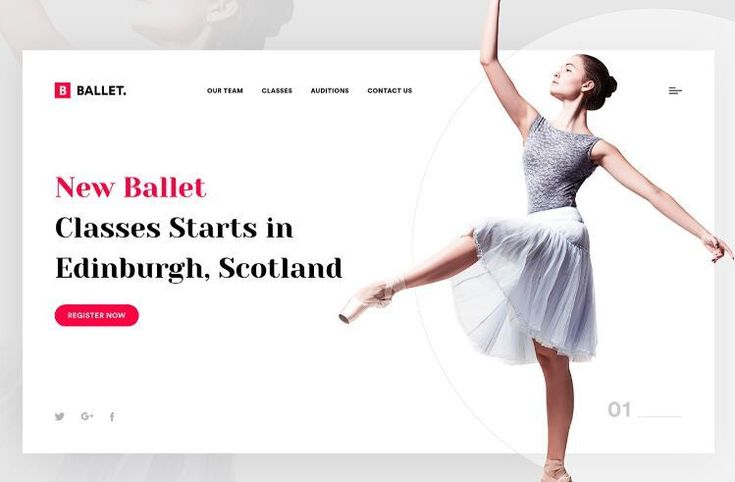 B BALLET.
OUR TEAM CLASSES AUDITIONS CONTACT US
New Ballet
Classes Starts in
Edinburgh, Scotland
REGISTER NOW
G+ f
01